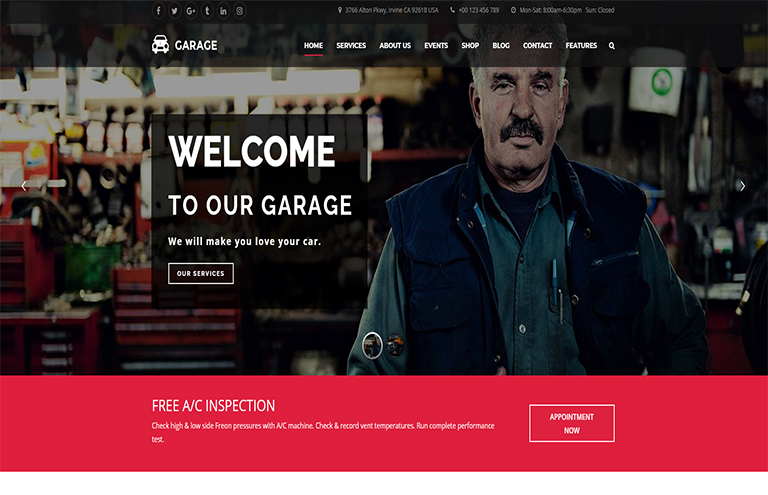 3766 Alton Pkwy, Irvine CA 92618 USA +00 123 456 789 Mon-Sat: 8:00am-6:30pm Sun: Closed
GARAGE HOME SERVICES ABOUT US EVENTS SHOP BLOG CONTACT FEATURES
WELCOME
TO OUR GARAGE
We will make you love your car.
OUR SERVICES
FREE A/C INSPECTION
Check high & low side Freon pressures with A/C machine. Check & record vent temperatures. Run complete performance
test.
APPOINTMENT
NOW